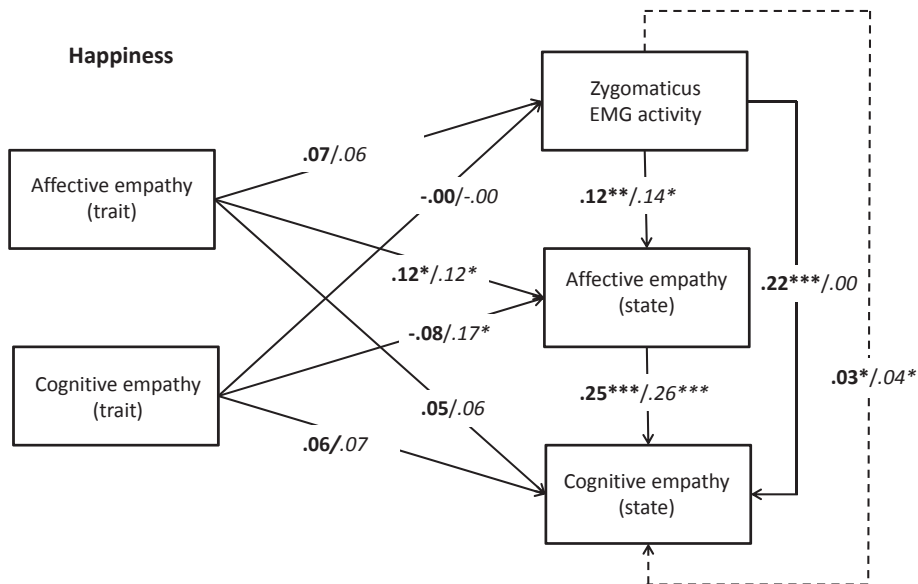 Happiness
Zygomaticus
EMG activity
.07/.06
Affective empathy
(trait)
-.00/-.00
.12**/.14*
.12*/.12*
Affective empathy
(state)
.22***/.00
-.08/.17*
Cognitive empathy
(trait)
.03*/.04*
.05/.06
.25***/.26***
.06/.07
Cognitive empathy
(state)